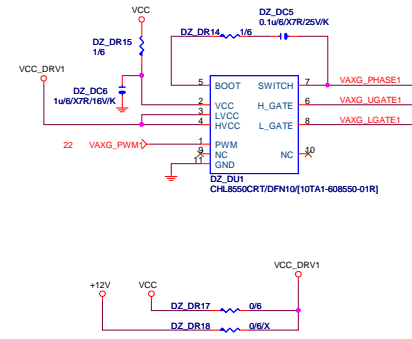 VCC
DZ_DC5
0.1u/6/X7R/25V/K
DZ_DR14
1/6
DZ_DR15
1/6
VCC_DRV1
DZ_DC6
1u/6/X7R/16V/K
5 BOOT SWITCH 7 VAXG_PHASE1
2 VCC H_GATE 6 VAXG_UGATE1
3 LVCC
4 HVCC L_GATE 8 VAXG_LGATE1
22 VAXG_PWM1 1 PWM
9 NC NC 10
11 GND
DZ_DU1
CHL8550CRT/DFN10/[10TA1-608550-01R]
VCC_DRV1
+12V VCC
DZ_DR17 0/6
DZ_DR18 0/6/X